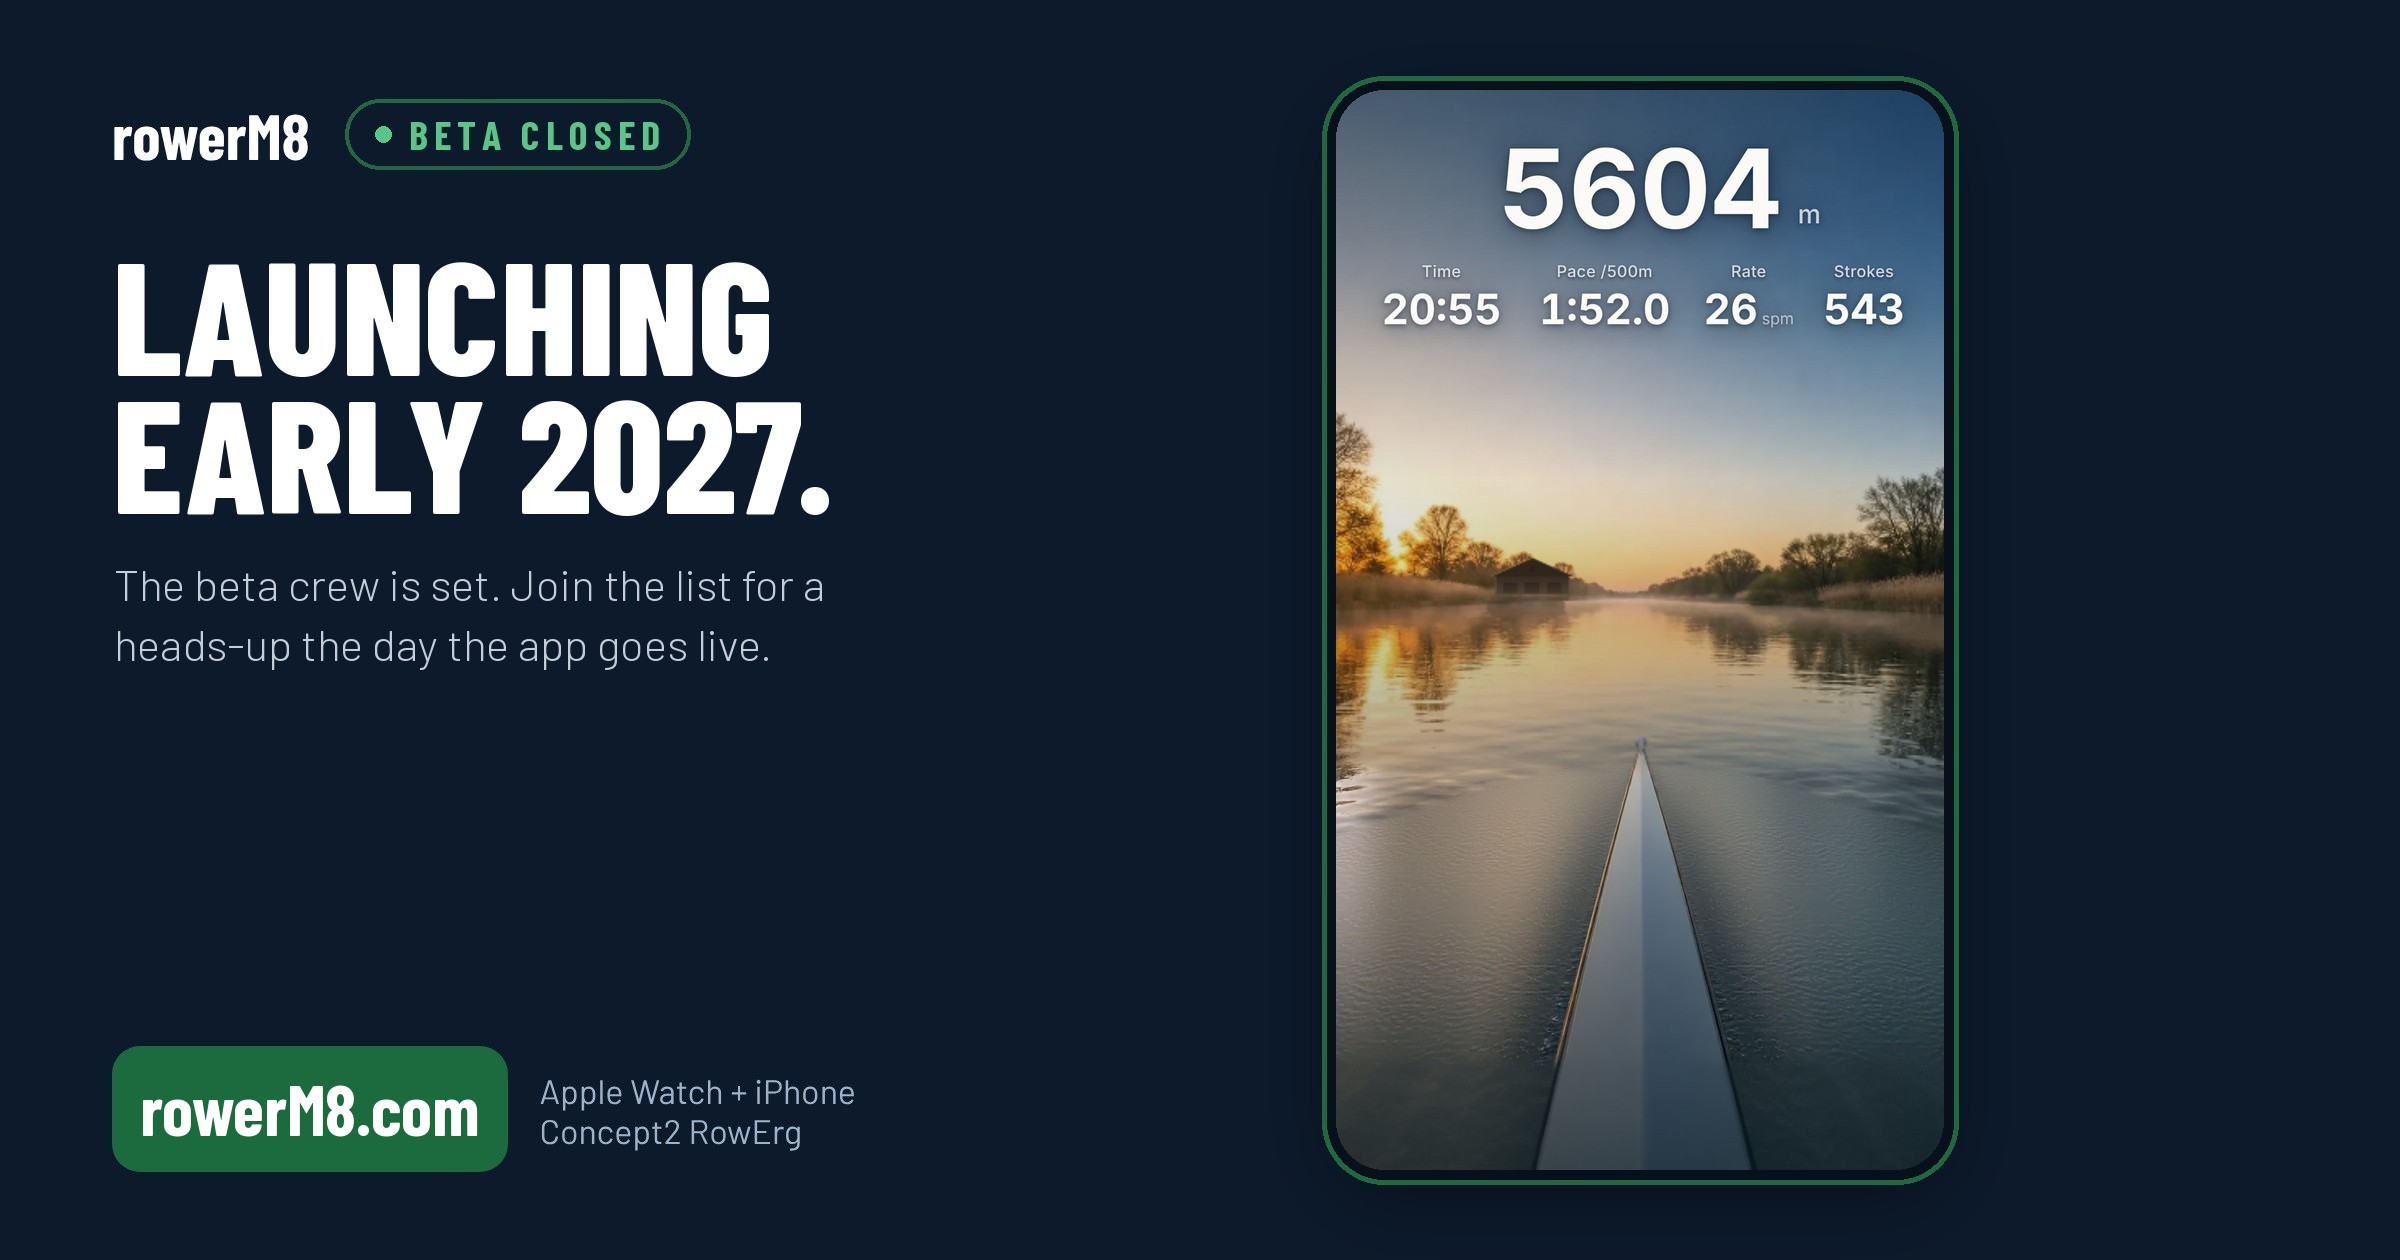 rowerM8
BETA CLOSED
LAUNCHING
EARLY 2027.
The beta crew is set. Join the list for a
heads-up the day the app goes live.
rowerM8.com
Apple Watch + iPhone
Concept2 RowErg
5604 m
Time Pace /500m Rate Strokes
20:55 1:52.0 26 spm 543